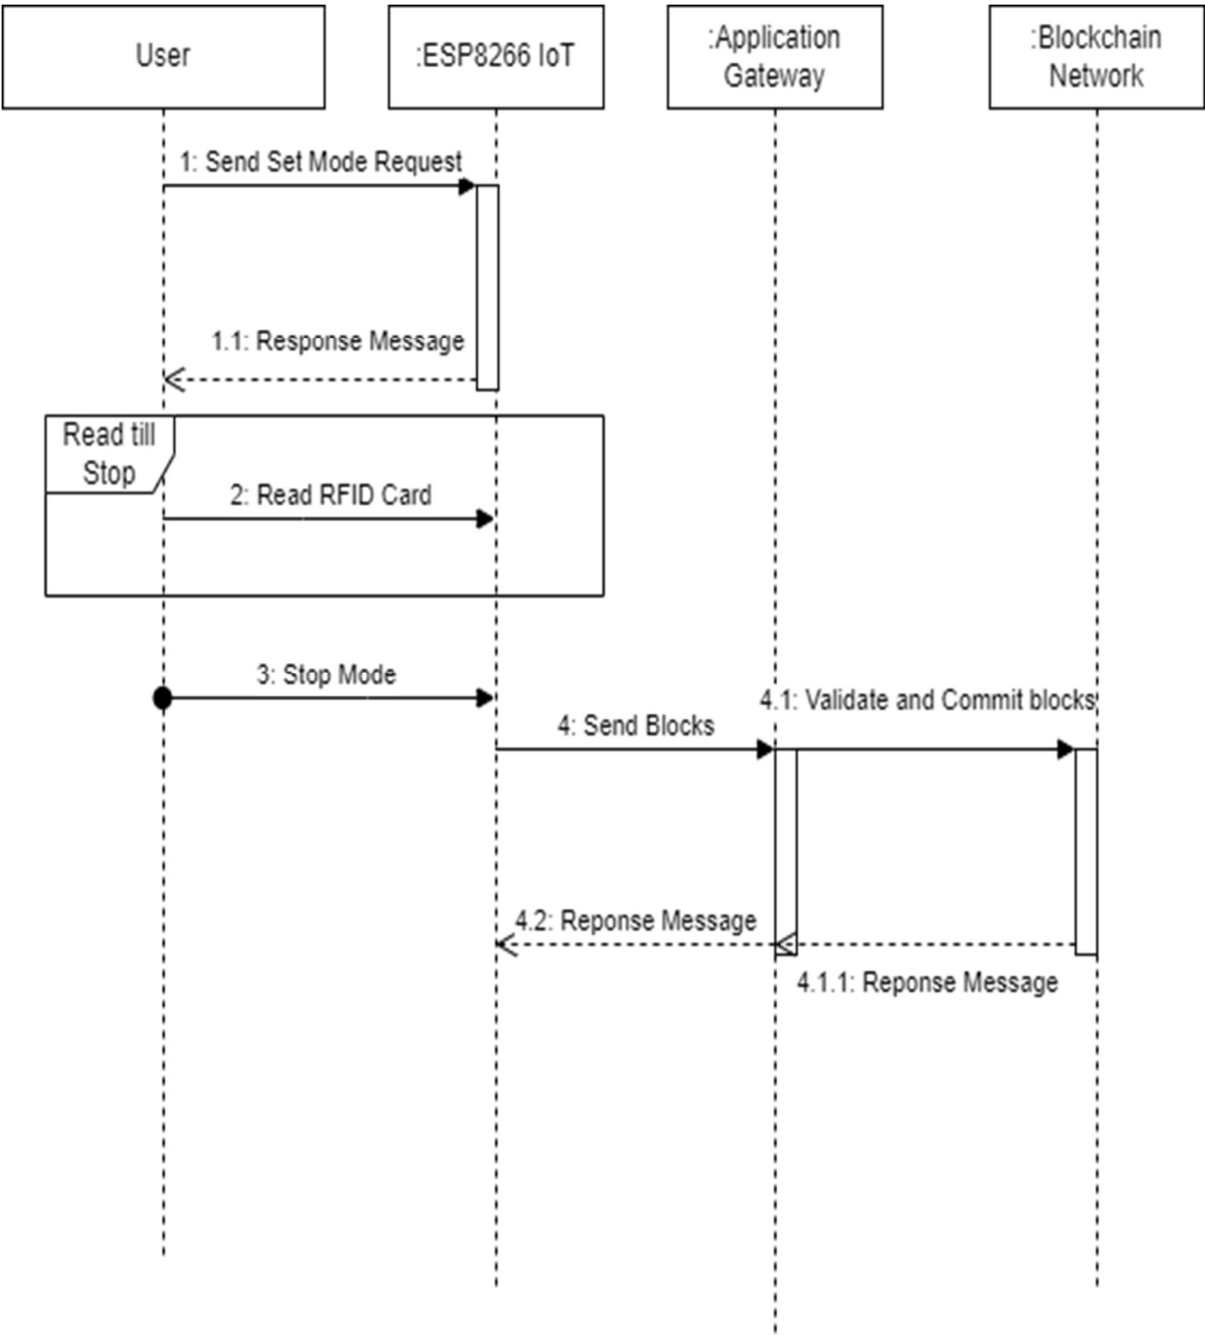 User
:ESP8266 IoT
:Application
Gateway
:Blockchain
Network
1: Send Set Mode Request
1.1: Response Message
Read till
Stop
2: Read RFID Card
3: Stop Mode
4.1: Validate and Commit blocks
4: Send Blocks
4.2: Reponse Message
4.1.1: Reponse Message